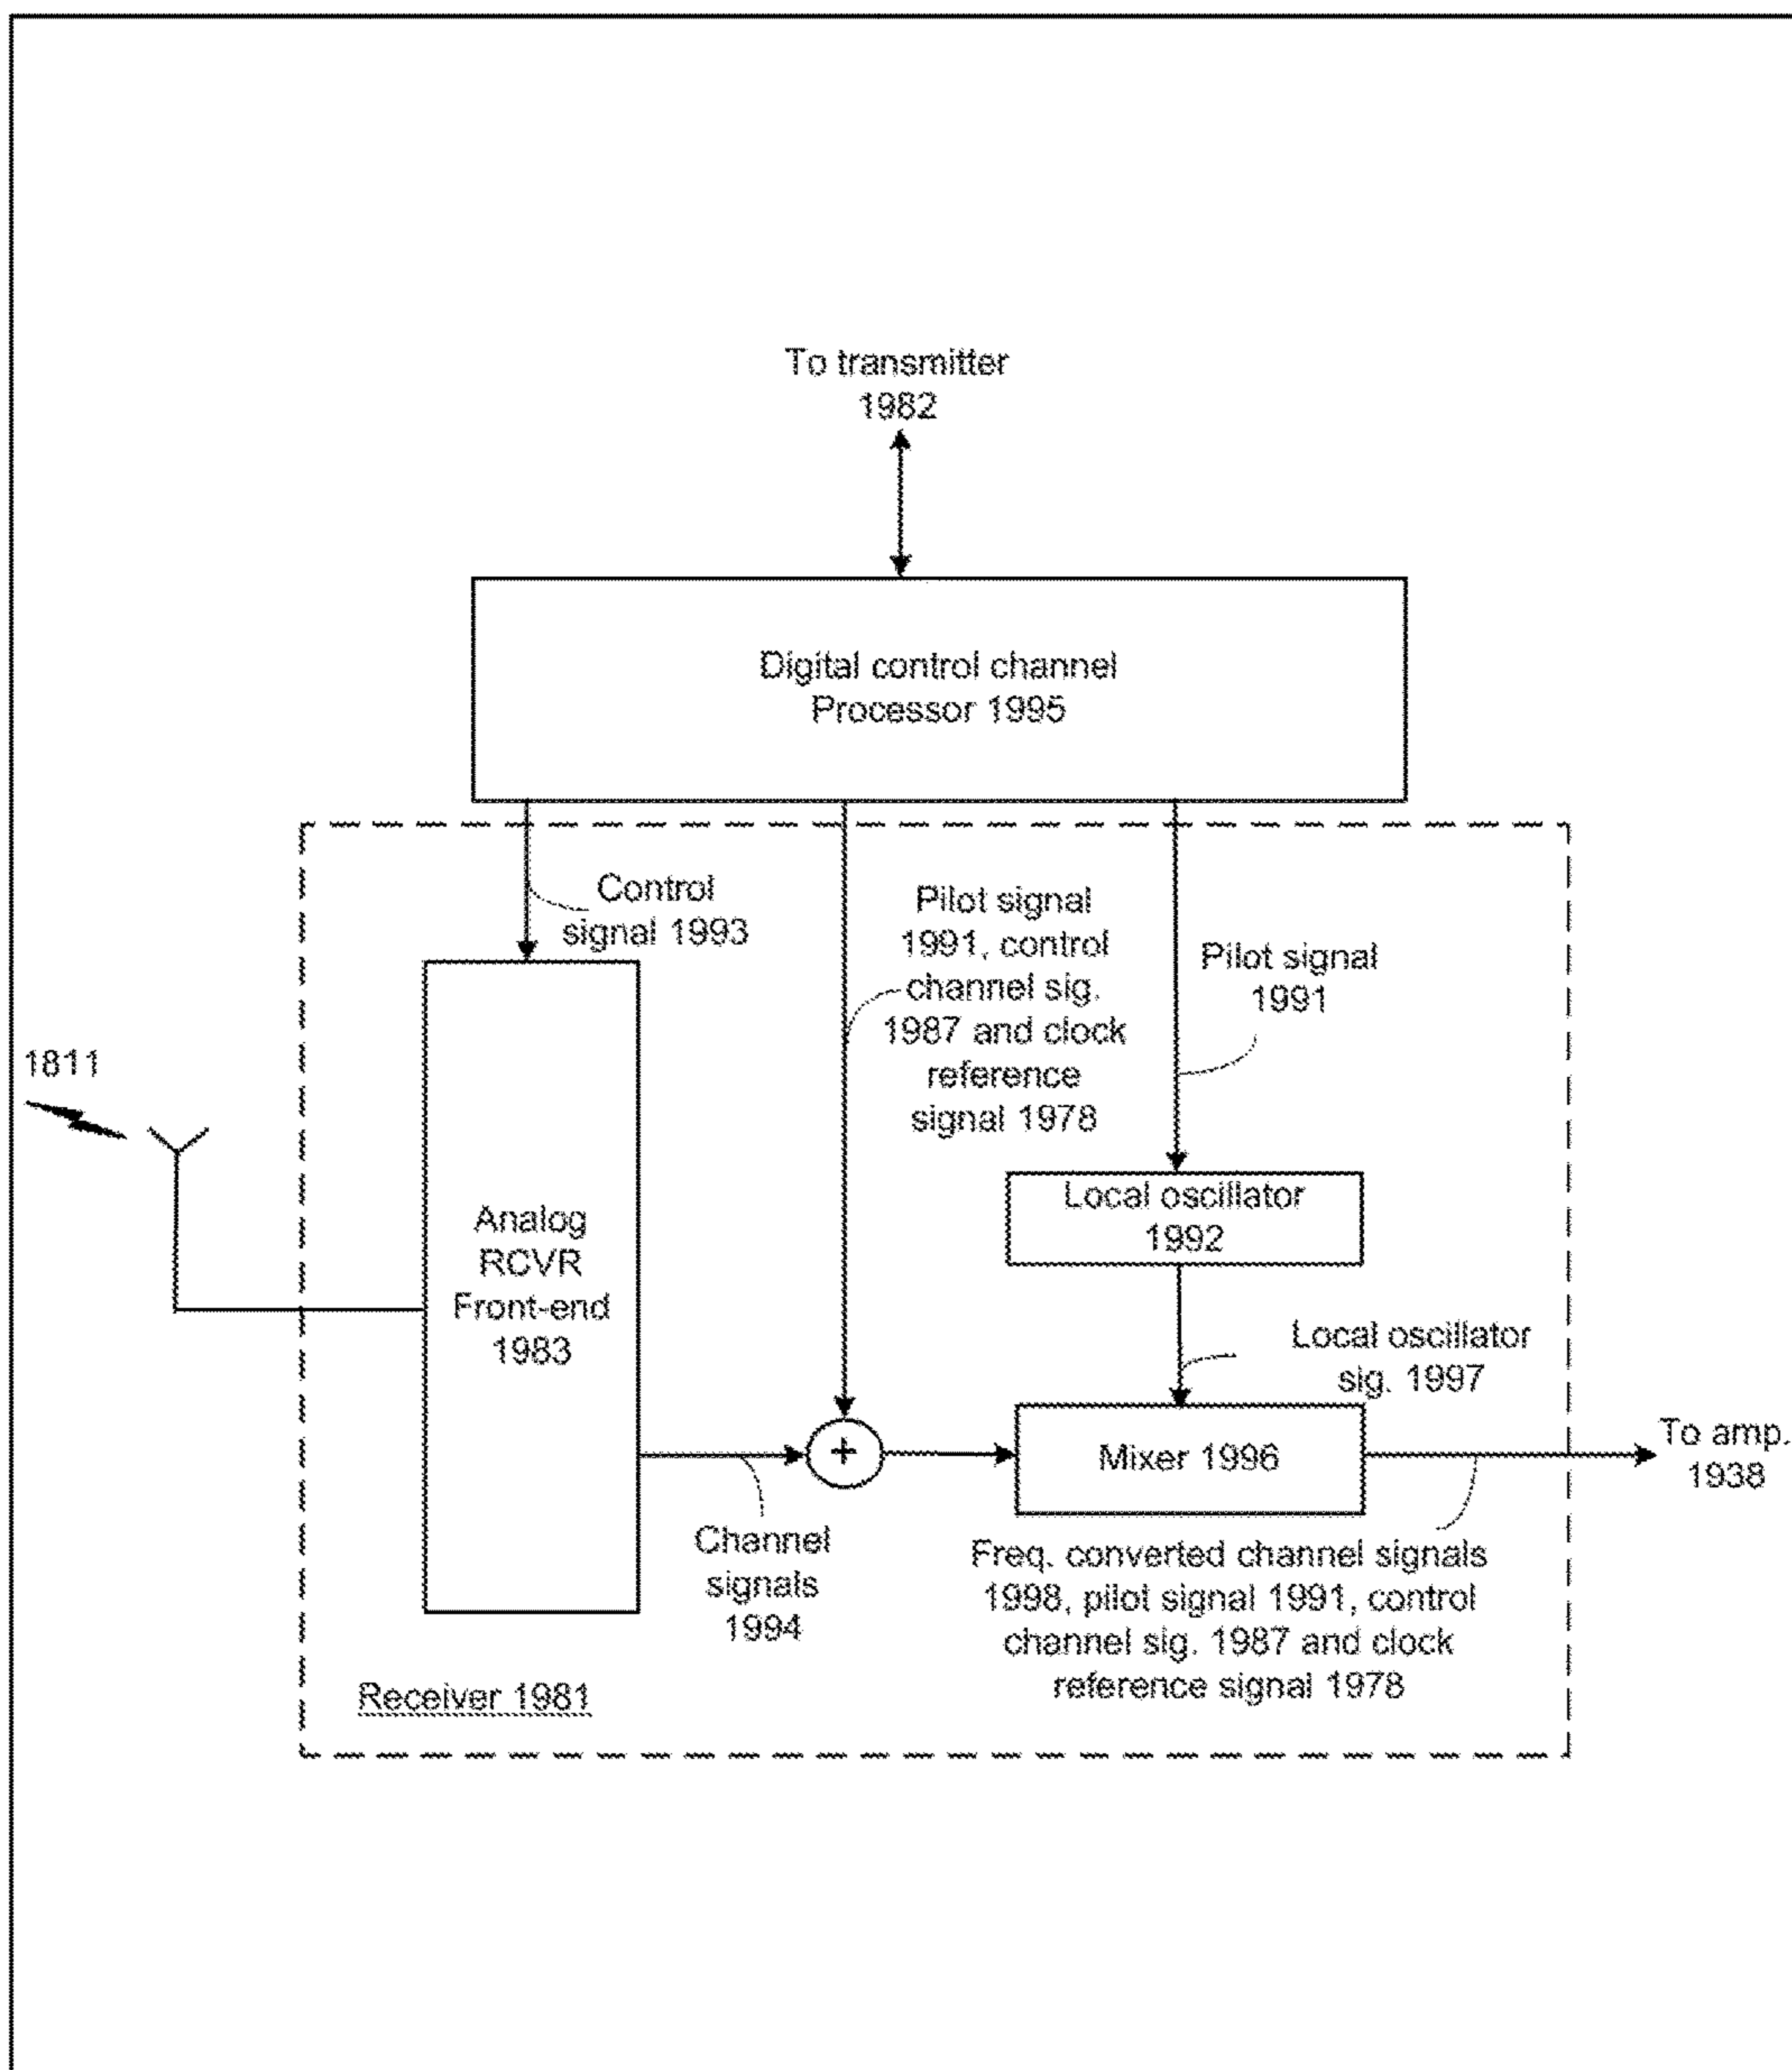 To transmitter
1982
Digital control channel
Processor 1995
Control
signal 1993
Pilot signal
1991, control
channel sig.
1987 and clock
reference
signal 1978
Pilot signal
1991
1811
Local oscillator
1992
Analog
RCVR
Front-end
1983
Local oscillator
sig. 1997
+
Mixer 1996
To amp.
1938
Channel
signals
1994
Freq. converted channel signals
1998, pilot signal 1991, control
channel sig. 1987 and clock
reference signal 1978
Receiver 1981